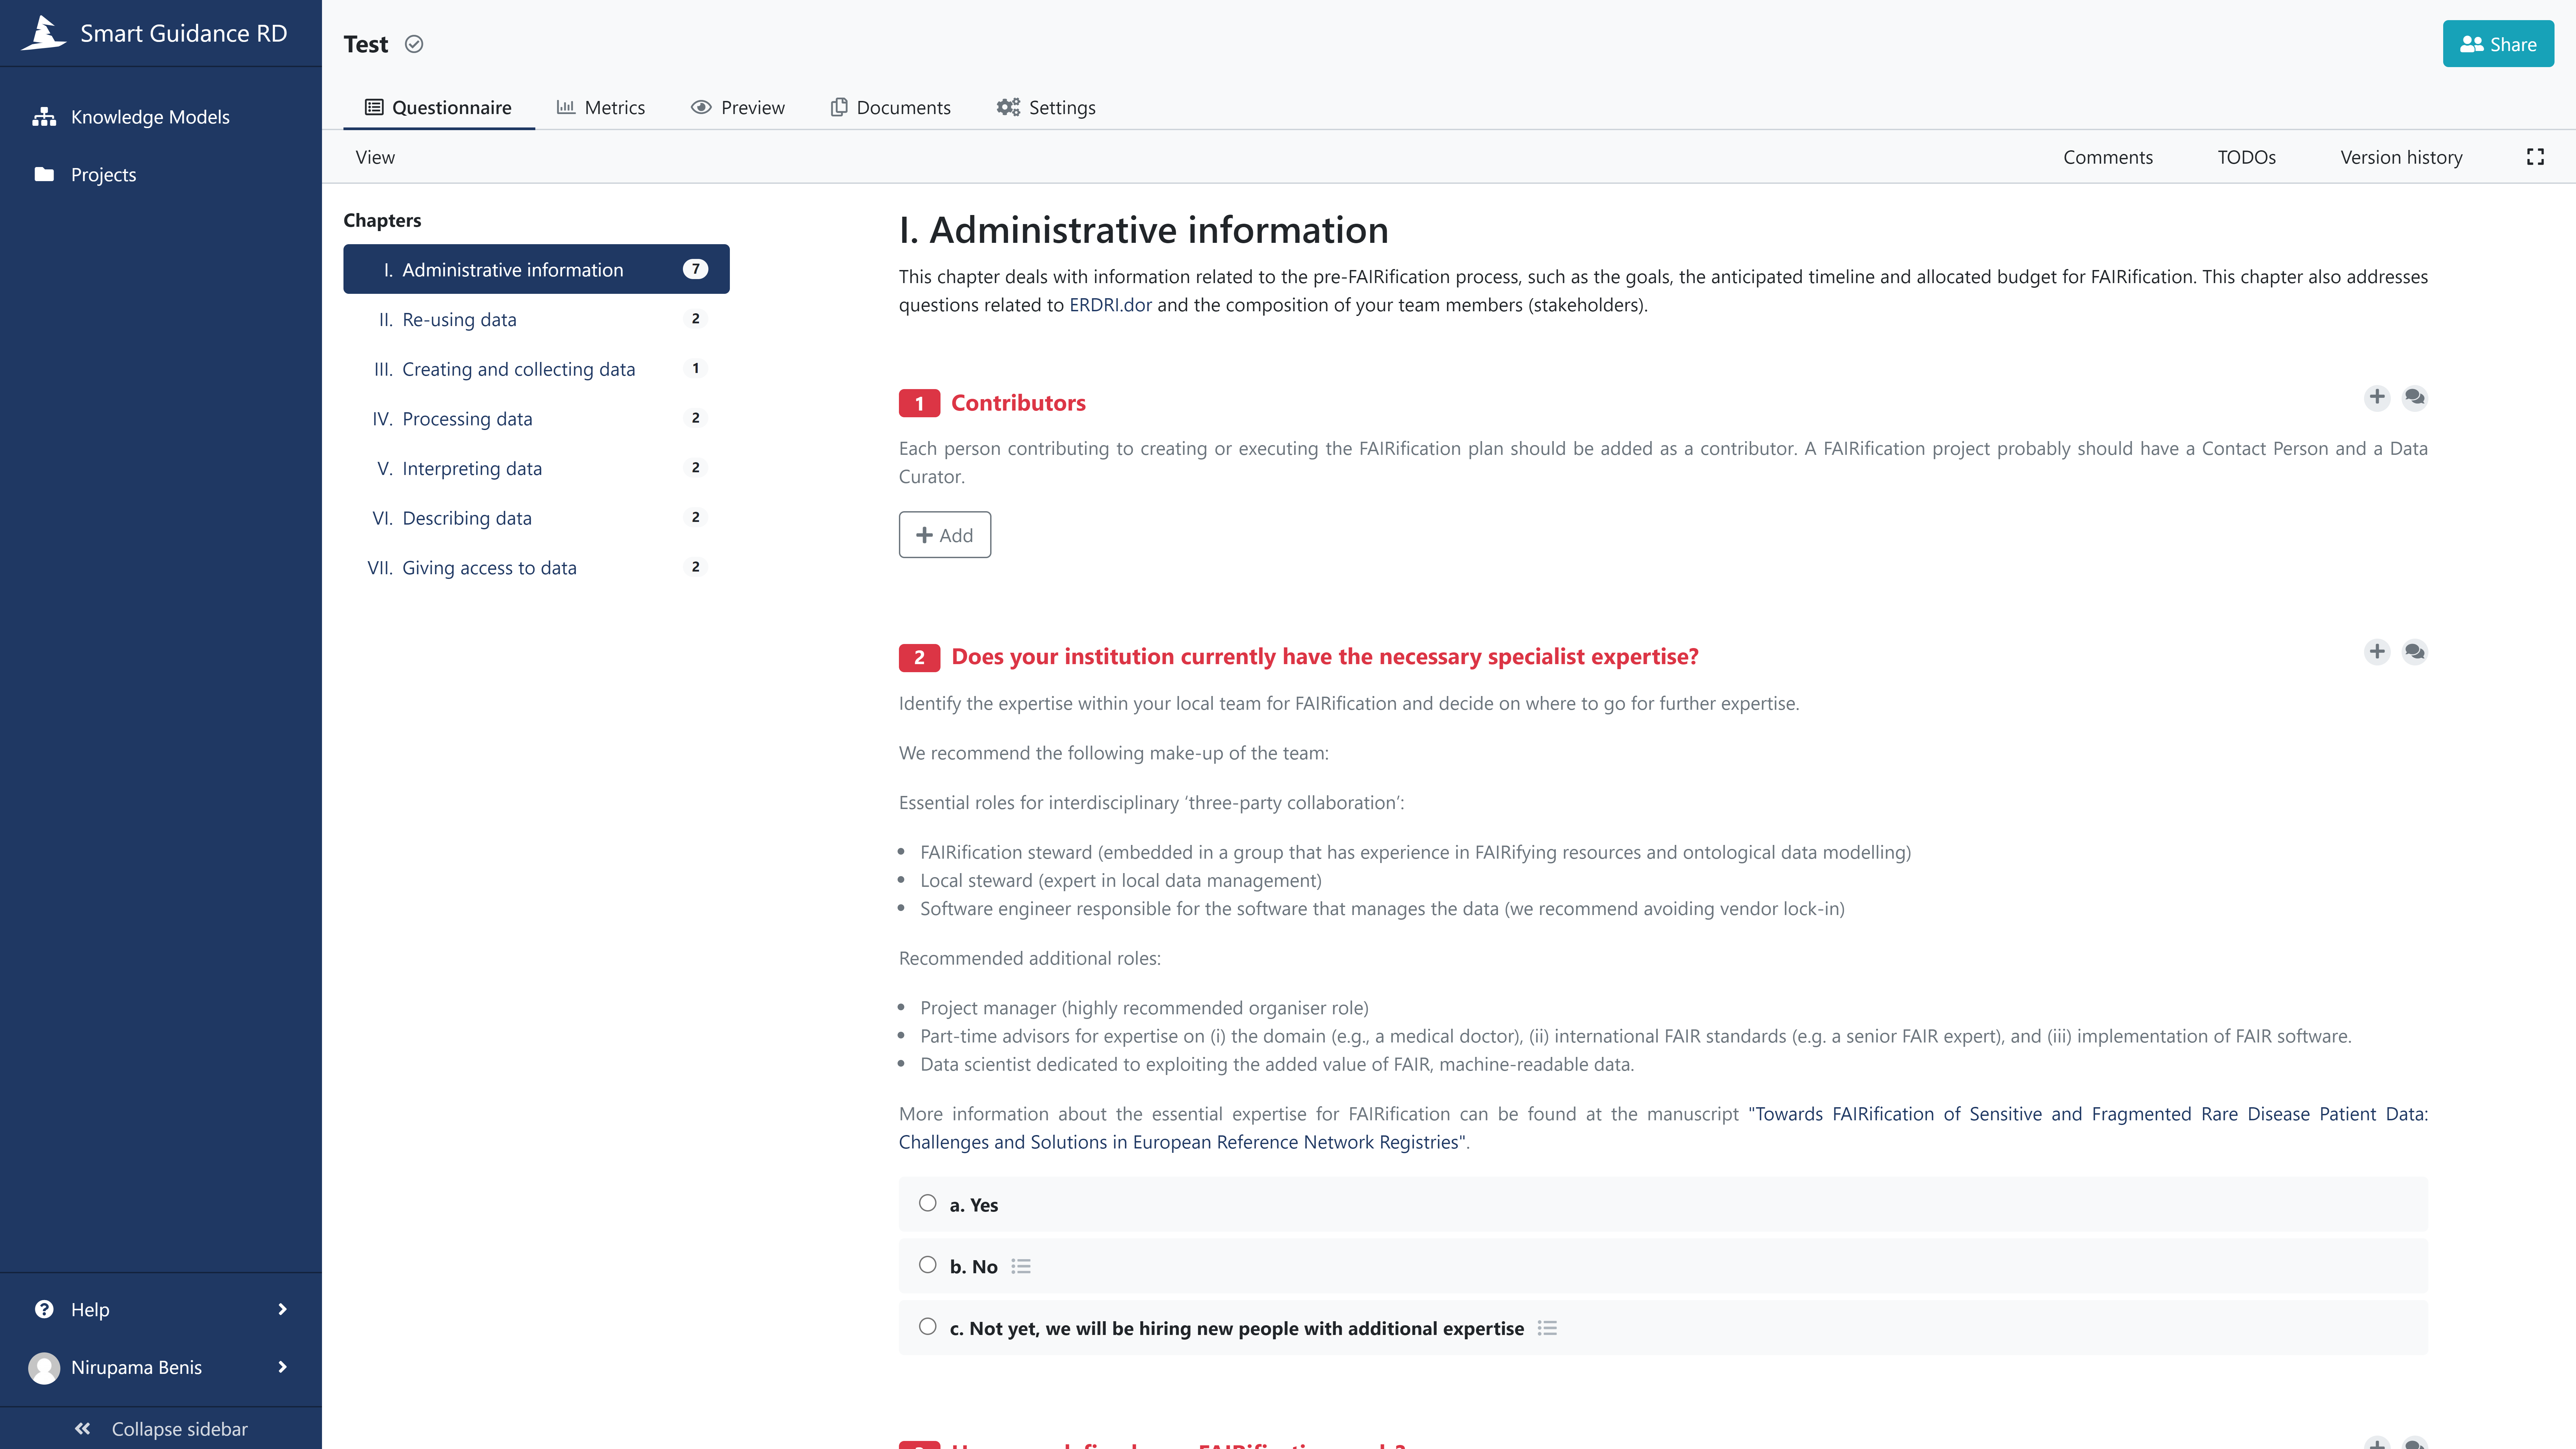 Smart Guidance RD
Knowledge Models
Projects
Help
Nirupama Benis
Collapse sidebar
Test
Share
Questionnaire
Metrics
Preview
Documents
Settings
View
Comments
TODOs
Version history
Chapters
I. Administrative information 7
II. Re-using data 2
III. Creating and collecting data 1
IV. Processing data 2
V. Interpreting data 2
VI. Describing data 2
VII. Giving access to data 2
I. Administrative information
This chapter deals with information related to the pre-FAIRification process, such as the goals, the anticipated timeline and allocated budget for FAIRification. This chapter also addresses
questions related to ERDRI.dor and the composition of your team members (stakeholders).
1 Contributors
Each person contributing to creating or executing the FAIRification plan should be added as a contributor. A FAIRification project probably should have a Contact Person and a Data
Curator.
Add
2 Does your institution currently have the necessary specialist expertise?
Identify the expertise within your local team for FAIRification and decide on where to go for further expertise.
We recommend the following make-up of the team:
Essential roles for interdisciplinary ‘three-party collaboration’:
• FAIRification steward (embedded in a group that has experience in FAIRifying resources and ontological data modelling)
• Local steward (expert in local data management)
• Software engineer responsible for the software that manages the data (we recommend avoiding vendor lock-in)
Recommended additional roles:
• Project manager (highly recommended organiser role)
• Part-time advisors for expertise on (i) the domain (e.g., a medical doctor), (ii) international FAIR standards (e.g. a senior FAIR expert), and (iii) implementation of FAIR software.
• Data scientist dedicated to exploiting the added value of FAIR, machine-readable data.
More information about the essential expertise for FAIRification can be found at the manuscript "Towards FAIRification of Sensitive and Fragmented Rare Disease Patient Data:
Challenges and Solutions in European Reference Network Registries".
a. Yes
b. No
c. Not yet, we will be hiring new people with additional expertise